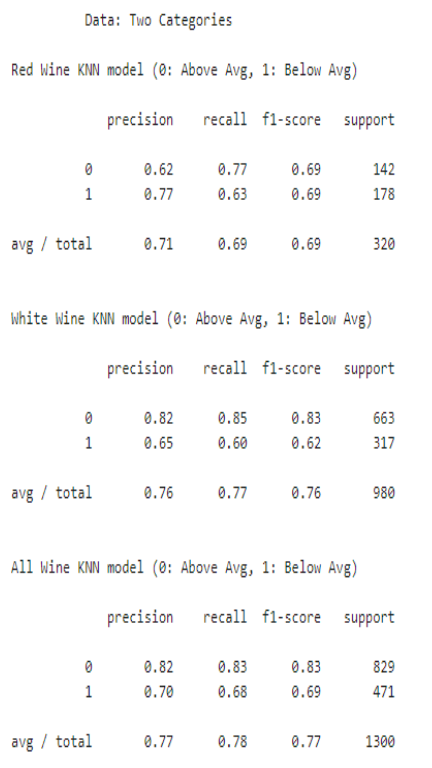 Data: Two Categories
Red Wine KNN model (0: Above Avg, 1: Below Avg)
precision recall f1-score support
0 0.62 0.77 0.69 142
1 0.77 0.63 0.69 178
avg / total 0.71 0.69 0.69 320
White Wine KNN model (0: Above Avg, 1: Below Avg)
precision recall f1-score support
0 0.82 0.85 0.83 663
1 0.65 0.60 0.62 317
avg / total 0.76 0.77 0.76 980
All Wine KNN model (0: Above Avg, 1: Below Avg)
precision recall f1-score support
0 0.82 0.83 0.83 829
1 0.70 0.68 0.69 471
avg / total 0.77 0.78 0.77 1300